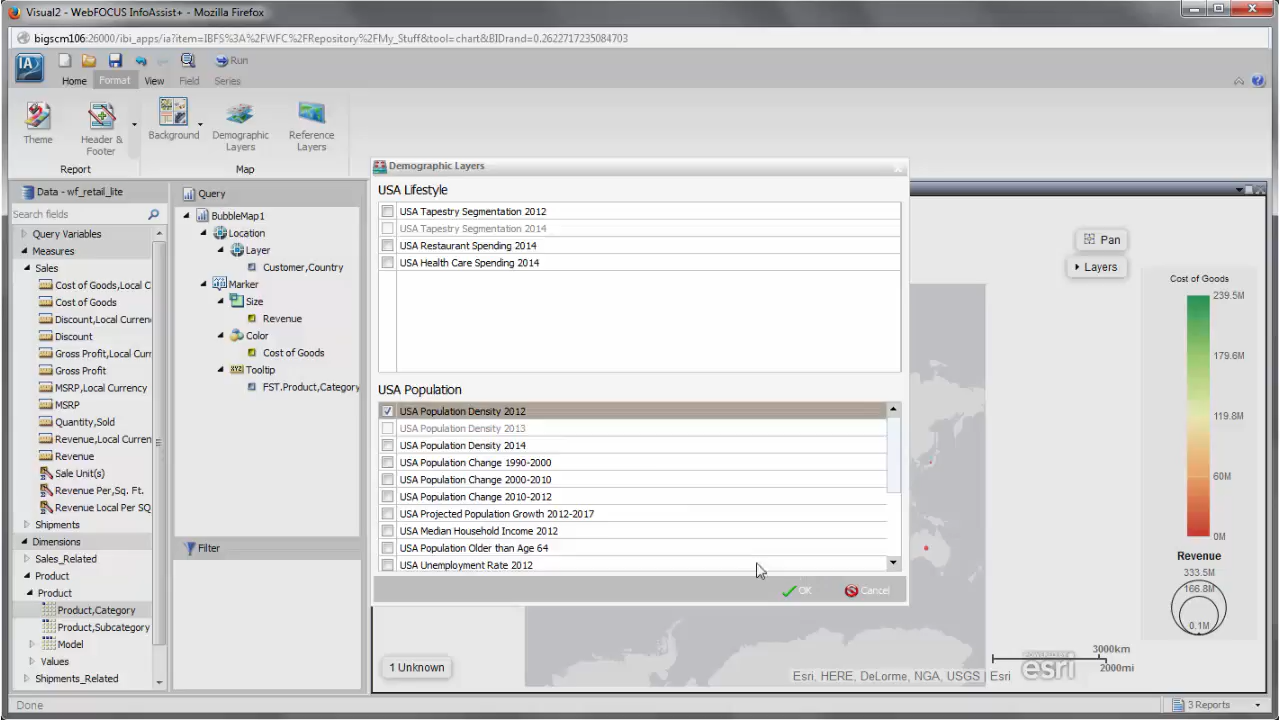 Visual2 - WebFOCUS InfoAssist+ - Mozilla Firefox
bigscm106:26000/ibi_apps/ia?item=IBFS%3A%2FWFC%2FRepository%2FMy_Stuff&tool=chart&BIDrand=0.2622717235084703
IA
Run
Home
Format
View
Field
Series
Theme
Header & Footer
Background
Demographic Layers
Reference Layers
Report
Map
Data - wf_retail_lite
Search fields
Query Variables
Measures
Sales
Cost of Goods,Local C
Cost of Goods
Discount,Local Curren
Discount
Gross Profit,Local Curr
Gross Profit
MSRP,Local Currency
MSRP
Quantity,Sold
Revenue,Local Curren
Revenue
Sale Unit(s)
Revenue Per,Sq. Ft.
Revenue Local Per SQ
Shipments
Dimensions
Sales_Related
Product
Product
Product,Category
Product,Subcategory
Model
Values
Shipments_Related
Query
BubbleMap1
Location
Layer
Customer,Country
Marker
Size
Revenue
Color
Cost of Goods
Tooltip
FST.Product,Category
Filter
Demographic Layers
USA Lifestyle
USA Tapestry Segmentation 2012
USA Tapestry Segmentation 2014
USA Restaurant Spending 2014
USA Health Care Spending 2014
USA Population
USA Population Density 2012
USA Population Density 2013
USA Population Density 2014
USA Population Change 1990-2000
USA Population Change 2000-2010
USA Population Change 2010-2012
USA Projected Population Growth 2012-2017
USA Median Household Income 2012
USA Population Older than Age 64
USA Unemployment Rate 2012
OK
Cancel
Pan
Layers
Cost of Goods
239.5M
179.6M
119.8M
60M
0M
Revenue
333.5M
166.8M
0.1M
1 Unknown
3000km
2000mi
esri
Esri, HERE, DeLorme, NGA, USGS | Esri
Done
3 Reports